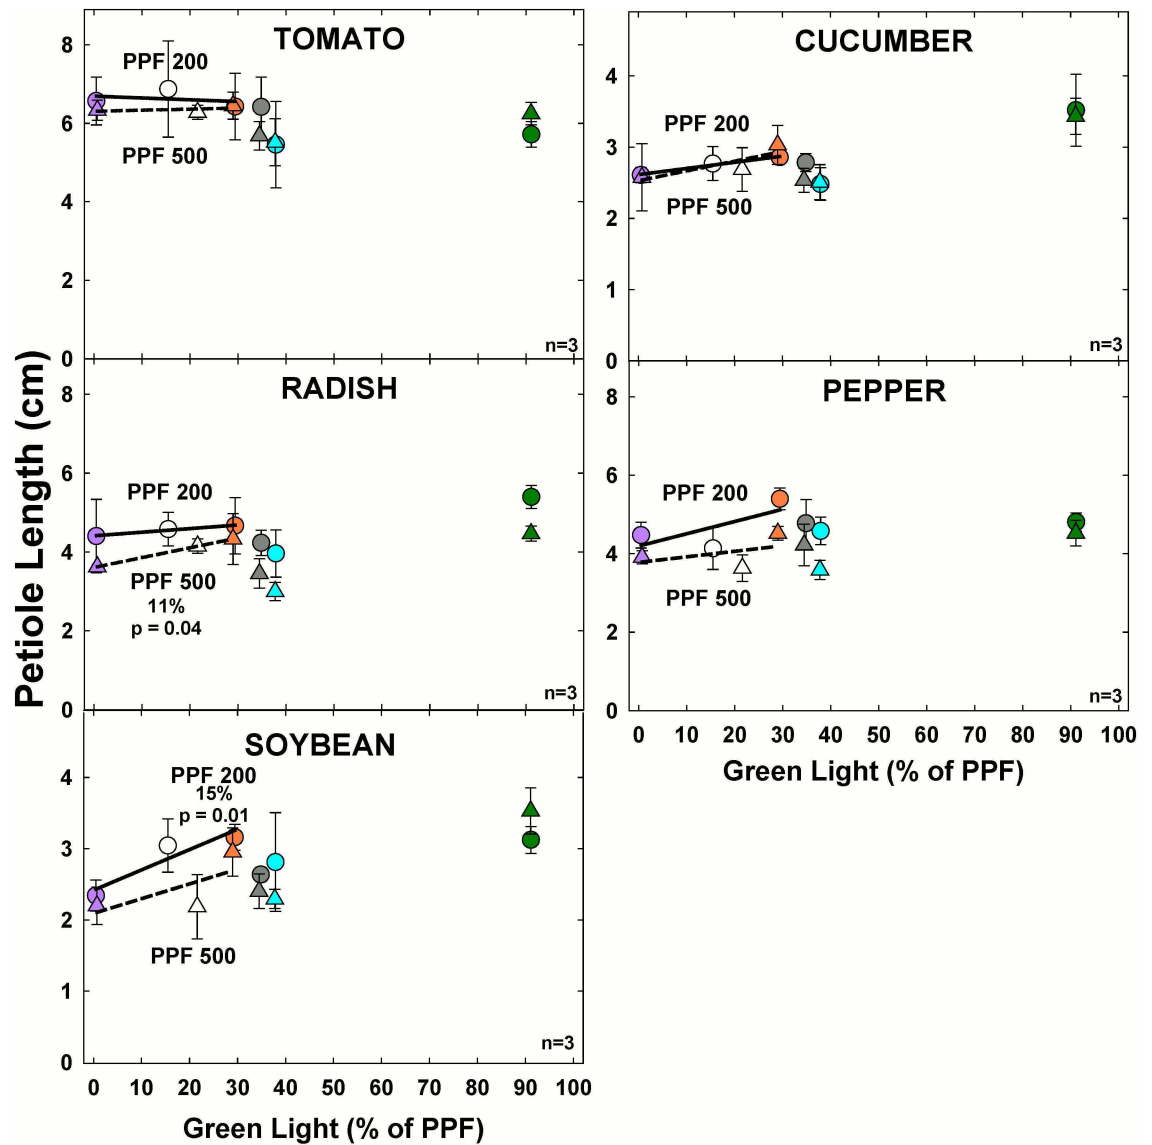 Petiole Length (cm)
TOMATO
8
6
4
2
0
PPF 200
PPF 500
n=3
CUCUMBER
4
3
2
1
0
PPF 200
PPF 500
n=3
RADISH
8
6
4
2
0
PPF 200
PPF 500
11%
p = 0.04
n=3
PEPPER
8
6
4
2
0
PPF 200
PPF 500
n=3
0 10 20 30 40 50 60 70 80 90 100
Green Light (% of PPF)
SOYBEAN
4
3
2
1
0
PPF 200
15%
p = 0.01
PPF 500
n=3
0 10 20 30 40 50 60 70 80 90 100
Green Light (% of PPF)